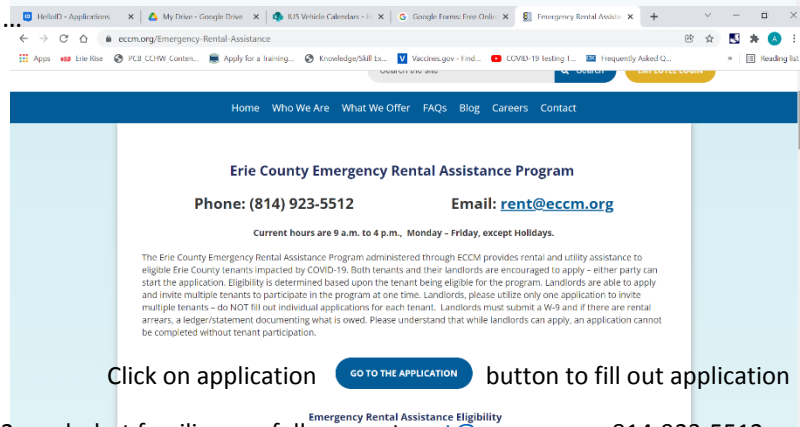 ...
HelloID - Applications
My Drive - Google Drive
IUS Vehicle Calendars - H
Google Forms: Free Onlin
Emergency Rental Assista
eccm.org/Emergency-Rental-Assistance
Apps
Erie Rise
PCB CCHW Conten...
Apply for a Training...
Knowledge/Skill Ex...
Vaccines.gov - Find...
COVID-19 Testing T...
Frequently Asked Q...
»
Reading list
Search the site
Search
EMPLOYEE LOGIN
Home Who We Are What We Offer FAQs Blog Careers Contact
Erie County Emergency Rental Assistance Program
Phone: (814) 923-5512 Email: rent@eccm.org
Current hours are 9 a.m. to 4 p.m., Monday – Friday, except Holidays.
The Erie County Emergency Rental Assistance Program administered through ECCM provides rental and utility assistance to
eligible Erie County tenants impacted by COVID-19. Both tenants and their landlords are encouraged to apply – either party can
start the application. Eligibility is determined based upon the tenant being eligible for the program. Landlords are able to apply
and invite multiple tenants to participate in the program at one time. Landlords, please utilize only one application to invite
multiple tenants – do NOT fill out individual applications for each tenant. Landlords must submit a W-9 and if there are rental
arrears, a ledger/statement documenting what is owed. Please understand that while landlords can apply, an application cannot
be completed without tenant participation.
Click on application GO TO THE APPLICATION button to fill out application
Emergency Rental Assistance Eligibility
814-923-5512